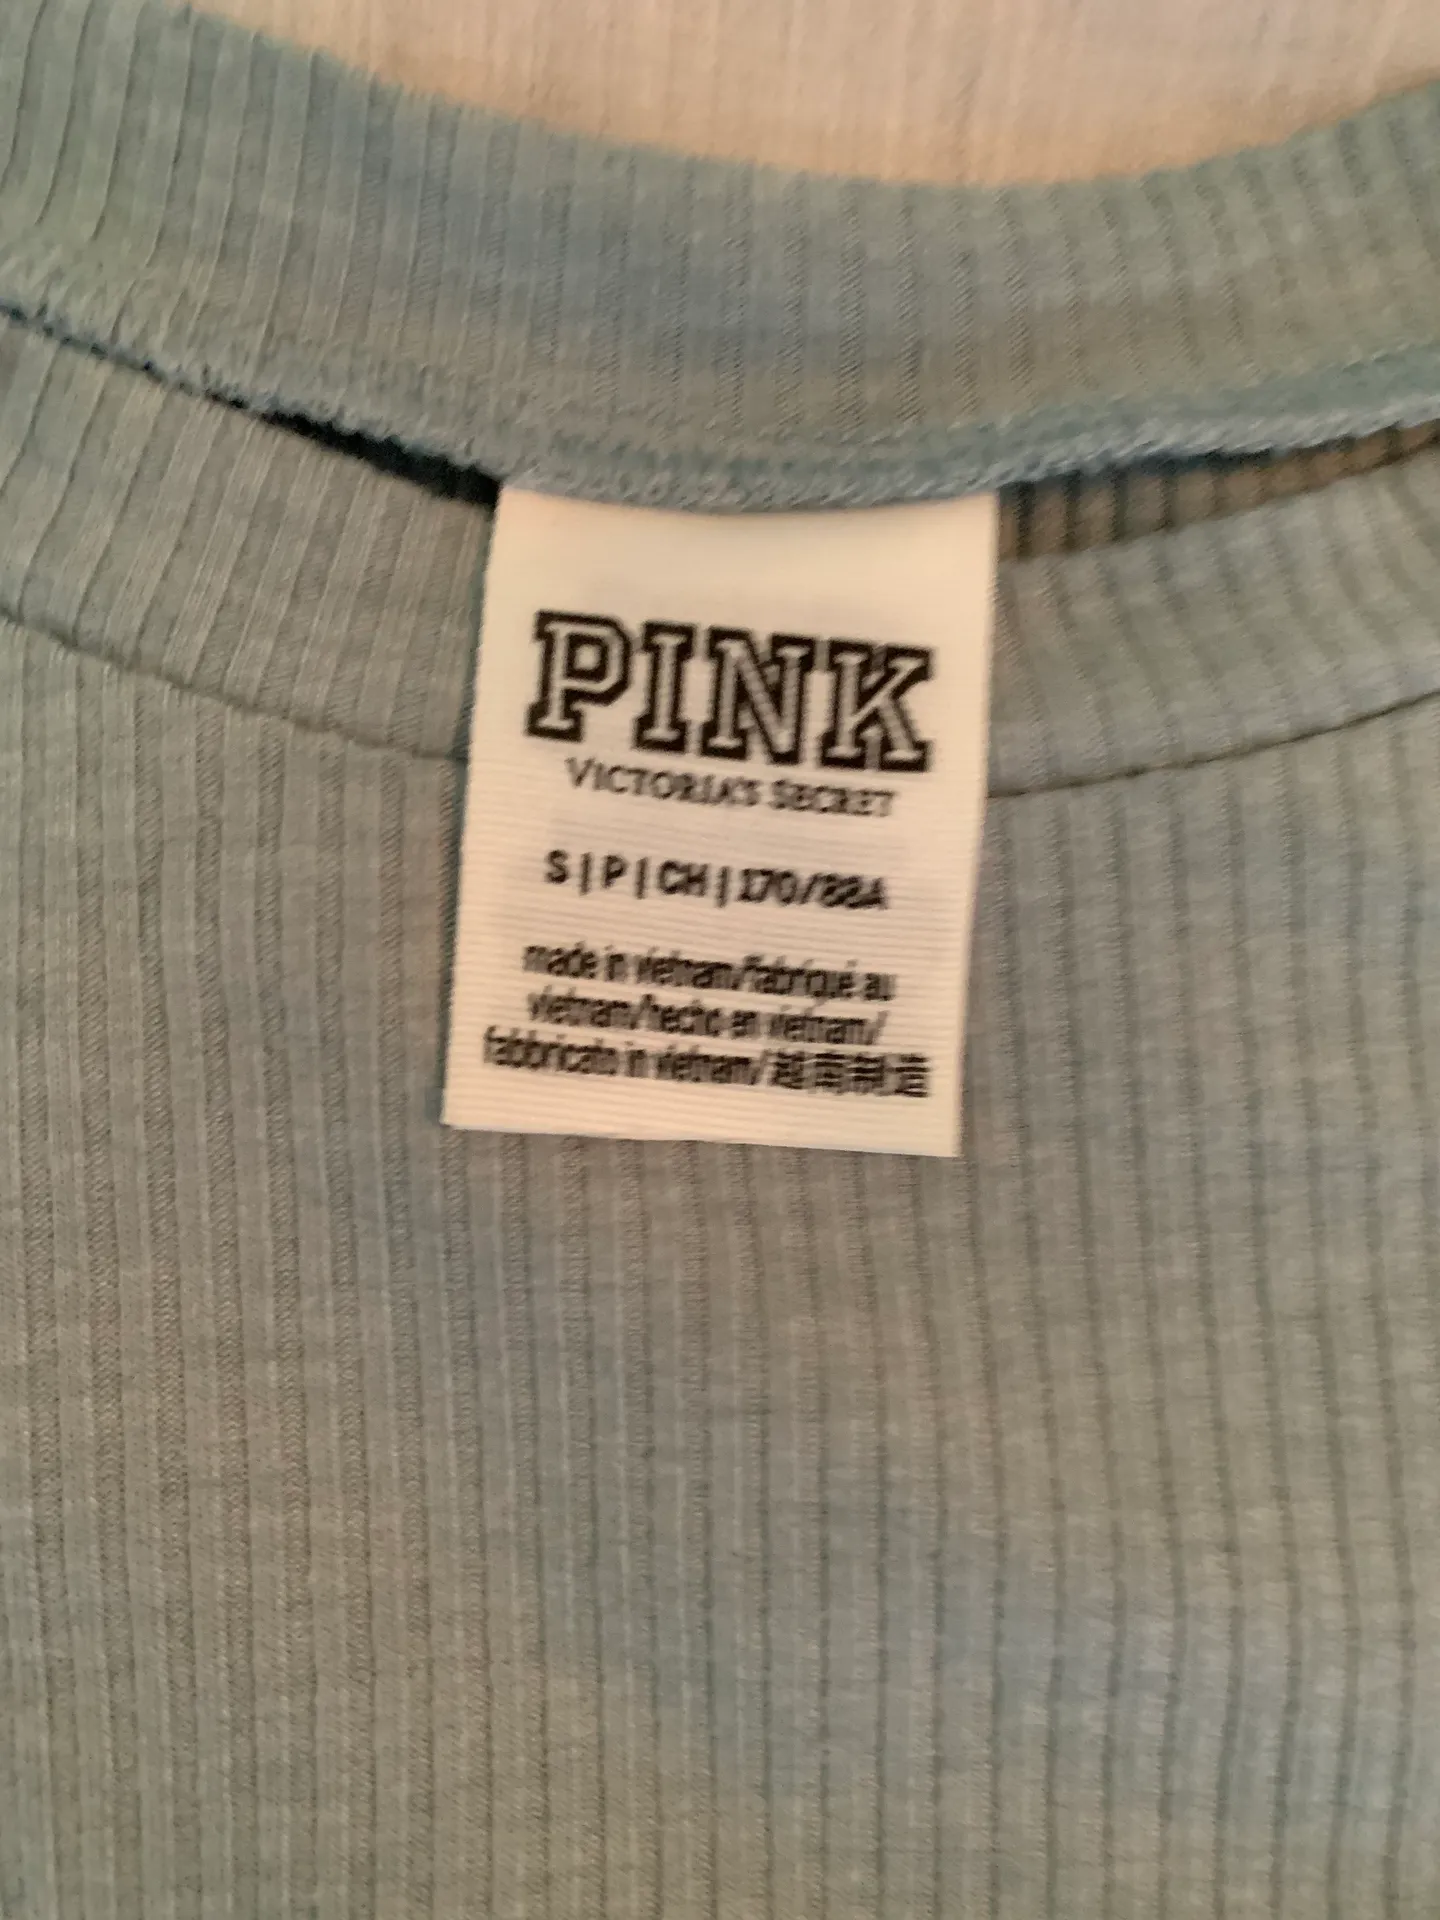 PINK
VICTORIA'S SECRET
S | P | CH | 170/88A
made in vietnam/fabriqué au
vietnam/hecho en vietnam/
fabbricato in vietnam/越南制造